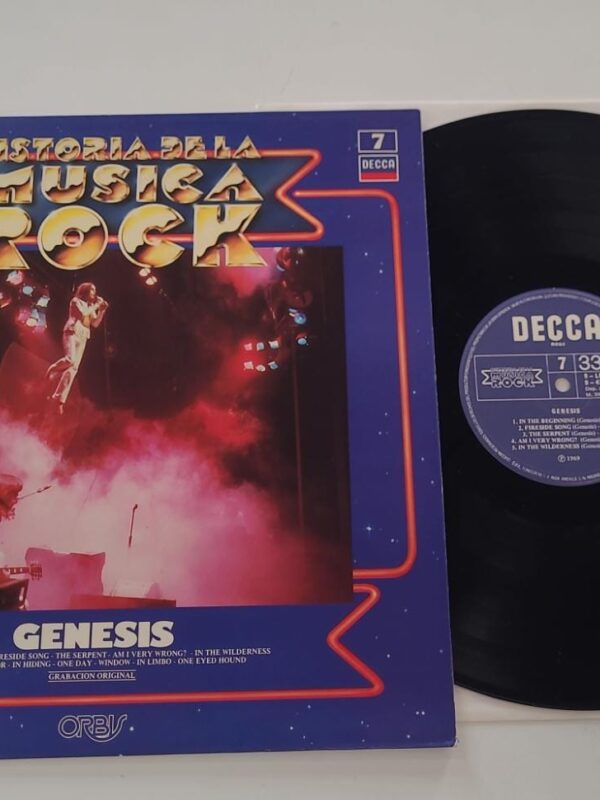 ISTORIA DE LA
MUSICA
ROCK
7
DECCA
GENESIS
RESIDE SONG - THE SERPENT - AM I VERY WRONG? - IN THE WILDERNESS
OR - IN HIDING - ONE DAY - WINDOW - IN LIMBO - ONE EYED HOUND
GRABACION ORIGINAL
ORBIS
DECCA
MUSICA
ROCK
7
33
GENESIS
1. IN THE BEGINNING (Genesis)
2. FIRESIDE SONG (Genesis)
3. THE SERPENT (Genesis)
4. AM I VERY WRONG? (Genesis)
5. IN THE WILDERNESS
℗ 1969